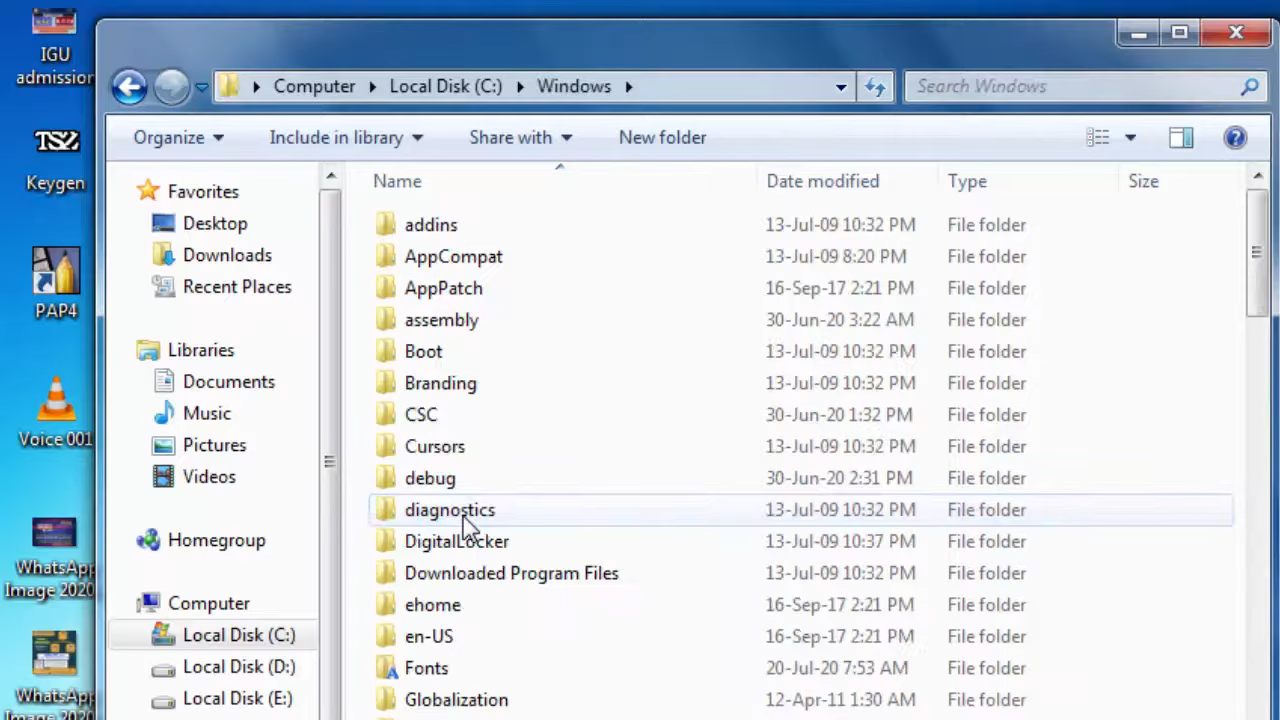 IGU
admission
TSZ
Keygen
PAP4
Voice 001
WhatsApp
Image 2020
WhatsApp
Image 2020
Computer
Local Disk (C:)
Windows
Search Windows
Organize
Include in library
Share with
New folder
Favorites
Desktop
Downloads
Recent Places
Libraries
Documents
Music
Pictures
Videos
Homegroup
Computer
Local Disk (C:)
Local Disk (D:)
Local Disk (E:)
Name Date modified Type Size
addins 13-Jul-09 10:32 PM File folder
AppCompat 13-Jul-09 8:20 PM File folder
AppPatch 16-Sep-17 2:21 PM File folder
assembly 30-Jun-20 3:22 AM File folder
Boot 13-Jul-09 10:32 PM File folder
Branding 13-Jul-09 10:32 PM File folder
CSC 30-Jun-20 1:32 PM File folder
Cursors 13-Jul-09 10:32 PM File folder
debug 30-Jun-20 2:31 PM File folder
diagnostics 13-Jul-09 10:32 PM File folder
DigitalLocker 13-Jul-09 10:37 PM File folder
Downloaded Program Files 13-Jul-09 10:32 PM File folder
ehome 16-Sep-17 2:21 PM File folder
en-US 16-Sep-17 2:21 PM File folder
Fonts 20-Jul-20 7:53 AM File folder
Globalization 12-Apr-11 1:30 AM File folder